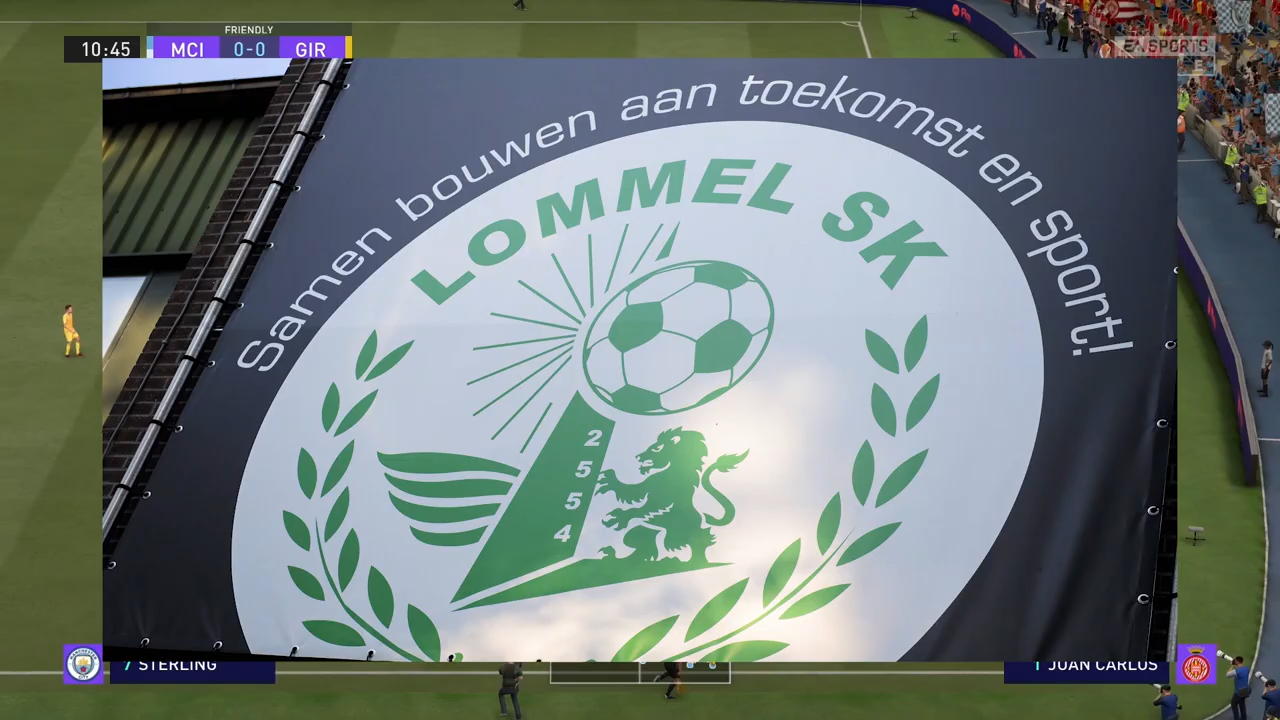 FRIENDLY
10:45 MCI 0-0 GIR
EA SPORTS
Samen bouwen aan toekomst en sport!
LOMMEL SK
2
5
5
4
7 STERLING
1 JUAN CARLOS